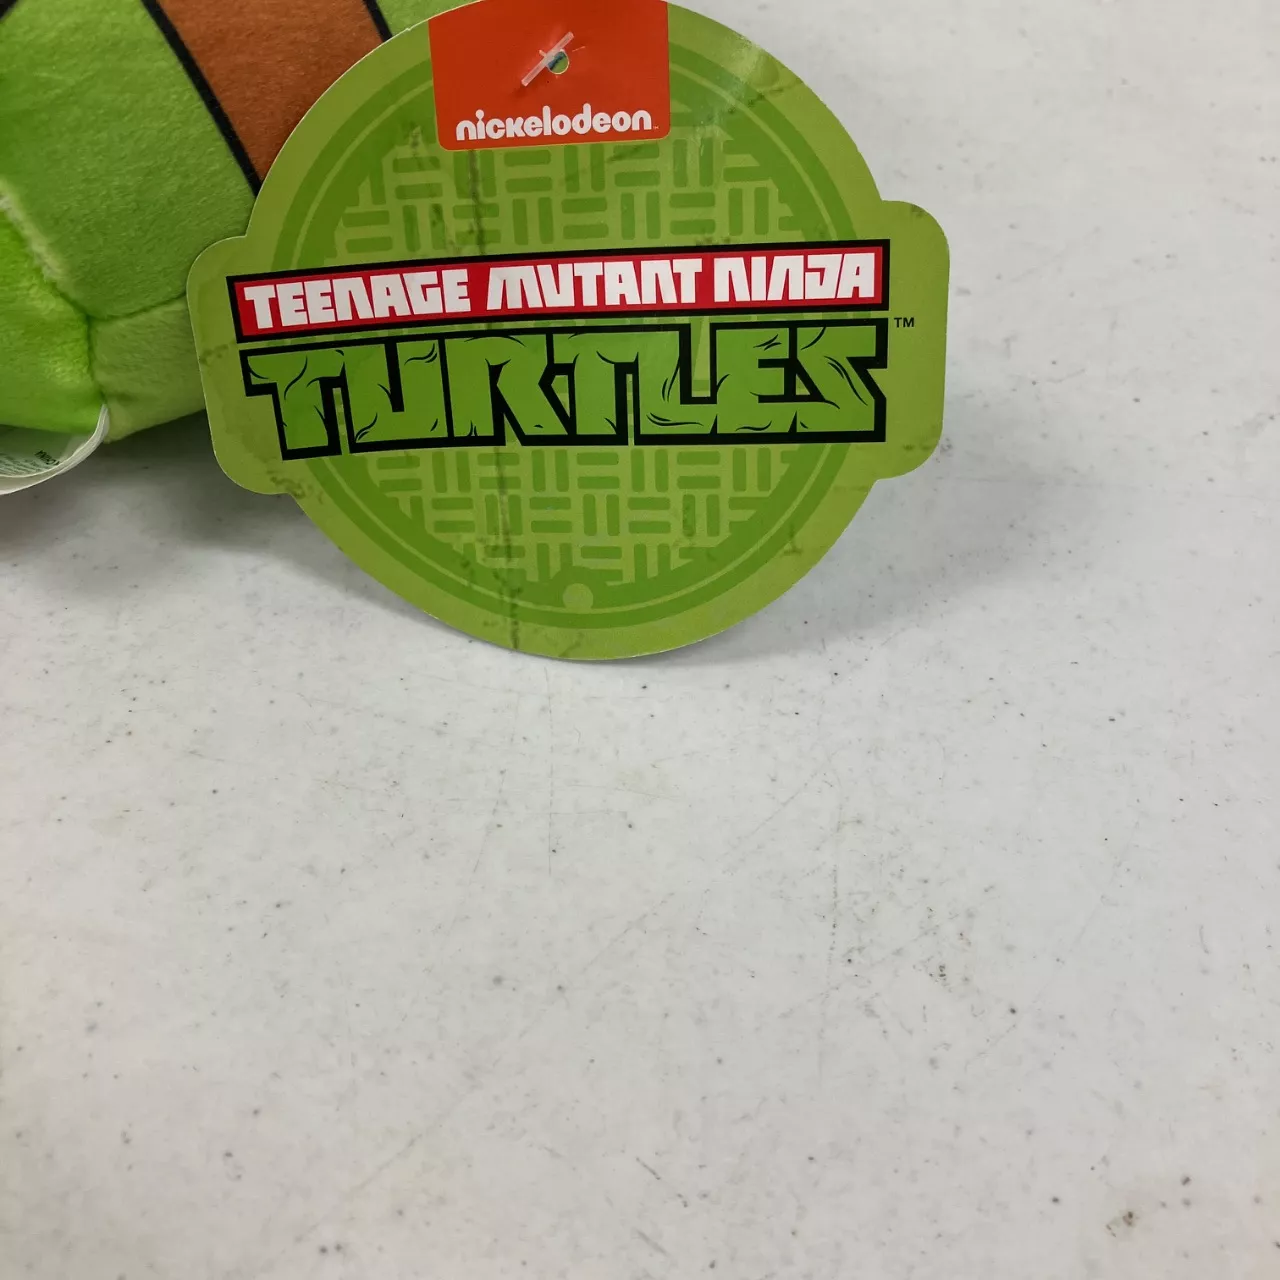 nickelodeon
TEENAGE MUTANT NINJA
TURTLES™